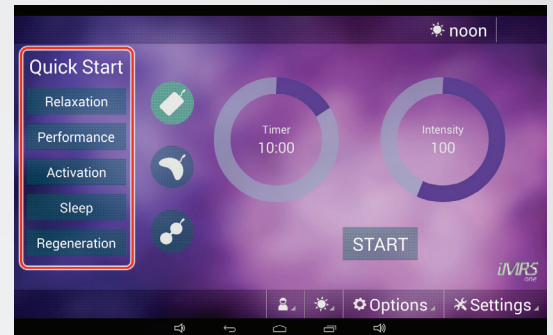 noon
Quick Start
Relaxation
Performance
Activation
Sleep
Regeneration
Timer
10:00
Intensity
100
START
iMRS
one
Options
Settings